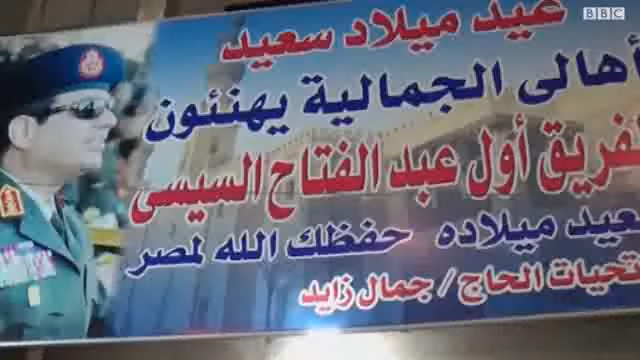 BBC
عيد ميلاد سعيد
أهالى الجمالية يهنئون
الفريق أول عبد الفتاح السيسى
بعيد ميلاده حفظك الله لمصر
تحيات الحاج / جمال زايد